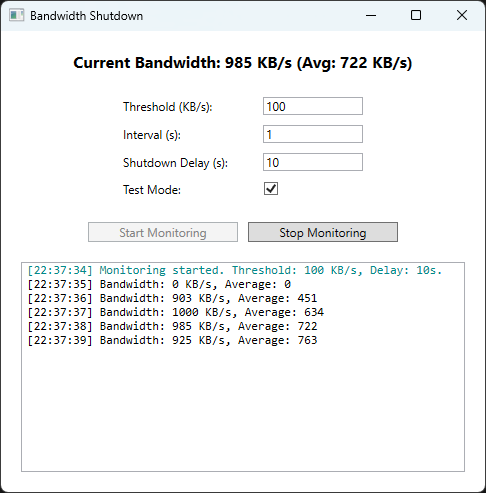 Bandwidth Shutdown
Current Bandwidth: 985 KB/s (Avg: 722 KB/s)
Threshold (KB/s): 100
Interval (s): 1
Shutdown Delay (s): 10
Test Mode:
Start Monitoring Stop Monitoring
[22:37:34] Monitoring started. Threshold: 100 KB/s, Delay: 10s.
[22:37:35] Bandwidth: 0 KB/s, Average: 0
[22:37:36] Bandwidth: 903 KB/s, Average: 451
[22:37:37] Bandwidth: 1000 KB/s, Average: 634
[22:37:38] Bandwidth: 985 KB/s, Average: 722
[22:37:39] Bandwidth: 925 KB/s, Average: 763